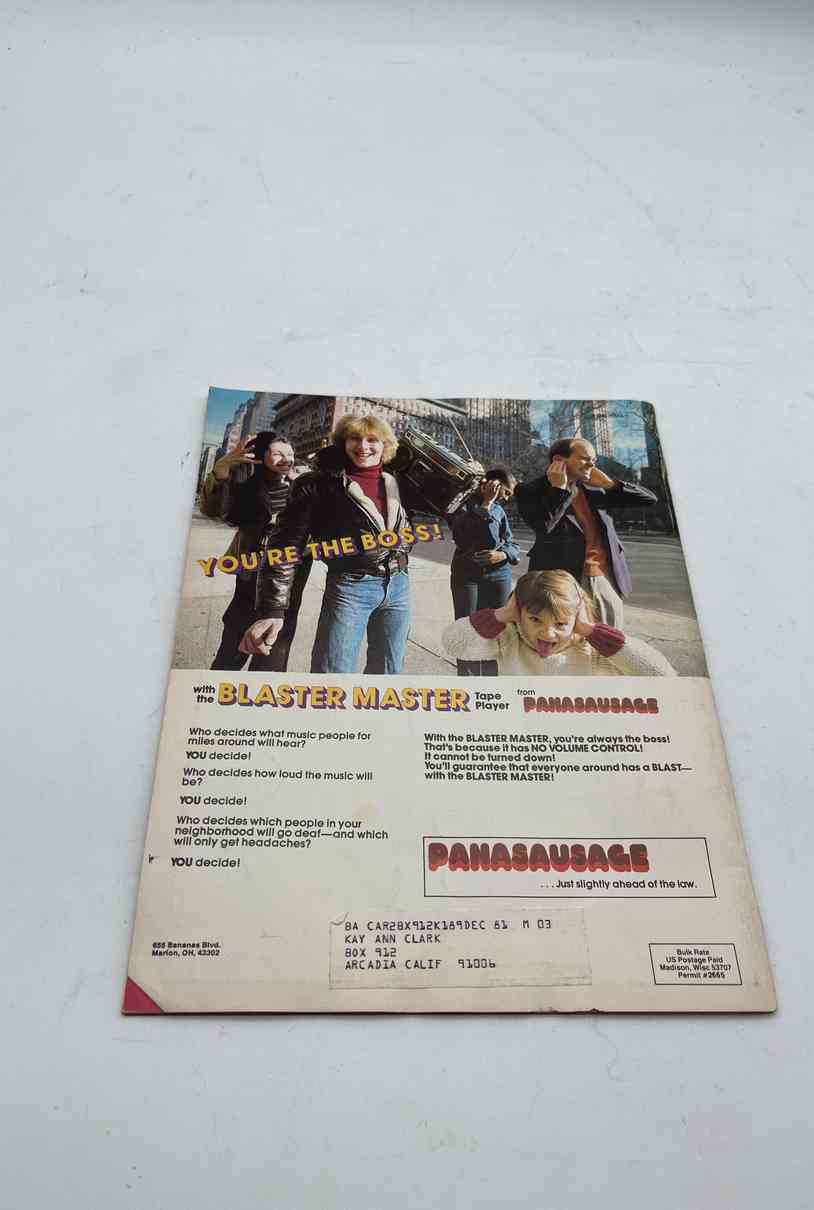 YOU'RE THE BOSS!
with the BLASTER MASTER Tape Player from PANASAUSAGE
Who decides what music people for
miles around will hear?
YOU decide!
Who decides how loud the music will
be?
YOU decide!
Who decides which people in your
neighborhood will go deaf—and which
will only get headaches?
YOU decide!
With the BLASTER MASTER, you're always the boss!
That's because it has NO VOLUME CONTROL!
It cannot be turned down!
You'll guarantee that everyone around has a BLAST—
with the BLASTER MASTER!
PANASAUSAGE
...Just slightly ahead of the law.
655 Bananas Blvd.
Marion, OH, 43302
BA CAR28X912K189DEC 81 M 03
KAY ANN CLARK
BOX 912
ARCADIA CALIF 91006
Bulk Rate
US Postage Paid
Madison, Wisc 53707
Permit #2665